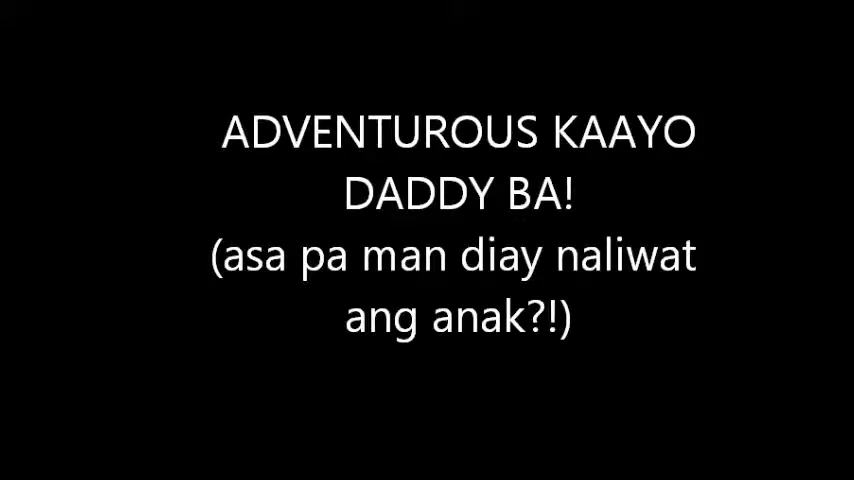 ADVENTUROUS KAAYO
DADDY BA!
(asa pa man diay naliwat
ang anak?!)